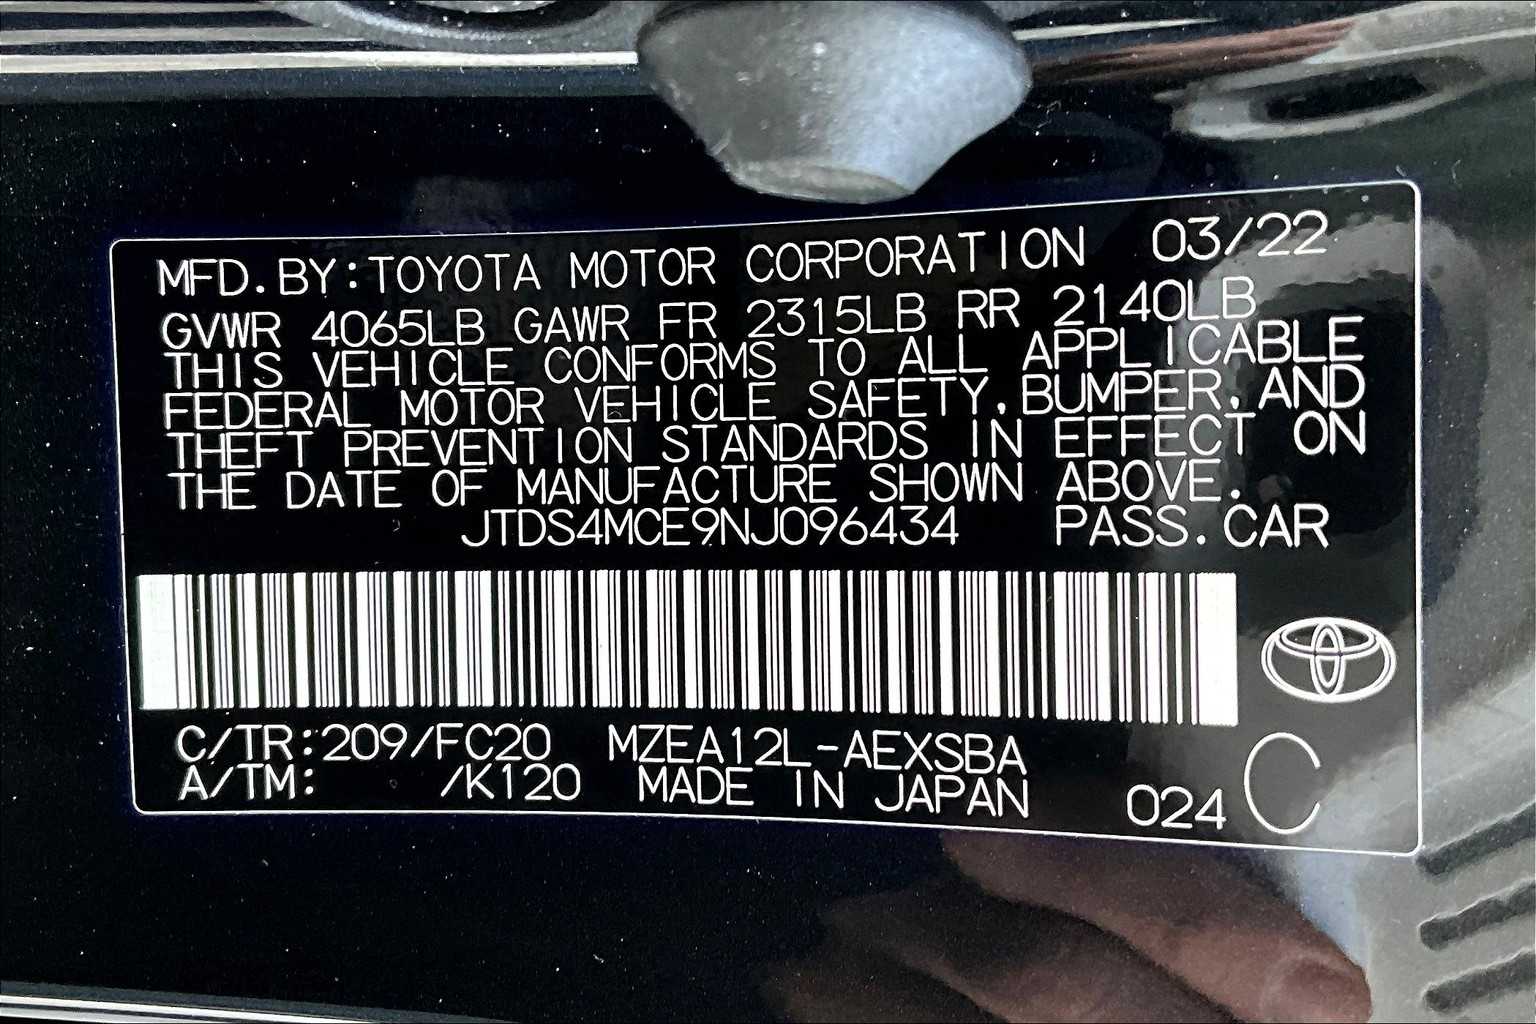 MFD. BY:TOYOTA MOTOR CORPORATION 03/22
GVWR 4065LB GAWR FR 2315LB RR 2140LB
THIS VEHICLE CONFORMS TO ALL APPLICABLE
FEDERAL MOTOR VEHICLE SAFETY, BUMPER, AND
THEFT PREVENTION STANDARDS IN EFFECT ON
THE DATE OF MANUFACTURE SHOWN ABOVE.
JTDS4MCE9NJ096434 PASS. CAR
C/TR:209/FC20 MZEA12L-AEXSBA
A/TM: /K120 MADE IN JAPAN 024 C